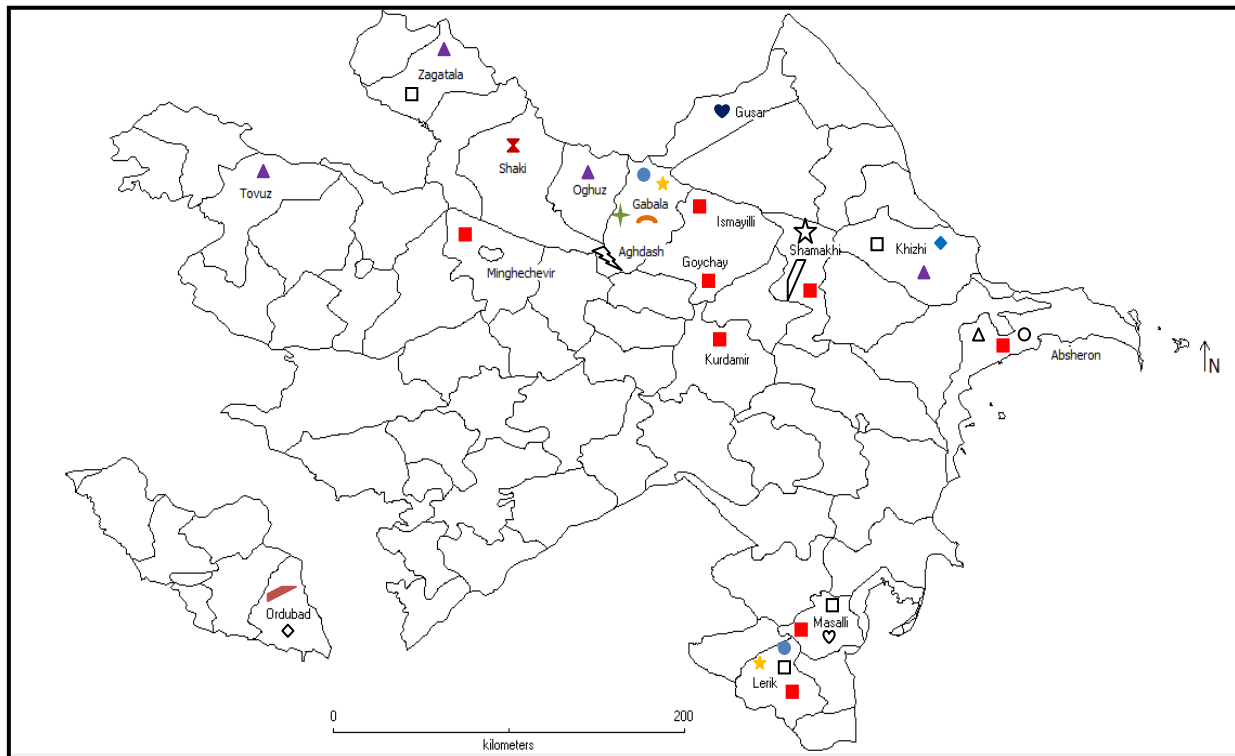 Zagatala
Gusar
Shaki
Oghuz
Tovuz
Gabala
Ismayilli
Shamakhi
Khizhi
Aghdash
Goychay
Minghechevir
Kurdamir
Absheron
N
Ordubad
Masalli
Lerik
0 200
kilometers